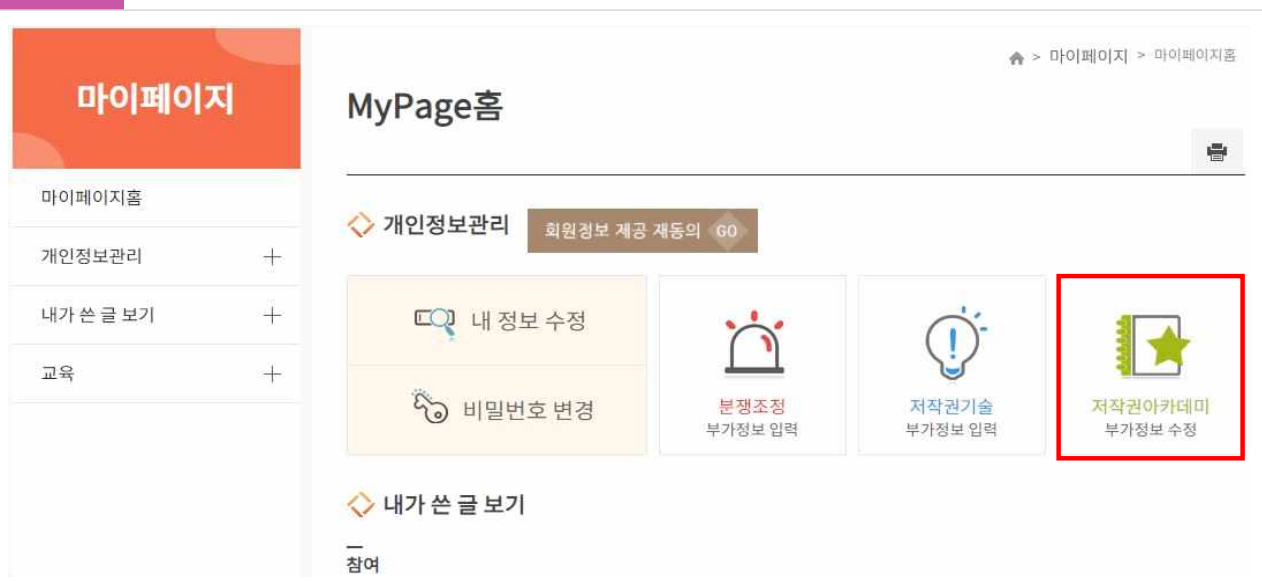 마이페이지
마이페이지홈
개인정보관리
내가 쓴 글 보기
교육
> 마이페이지 > 마이페이지홈
MyPage홈
개인정보관리
회원정보 제공 재동의 GO
내 정보 수정
비밀번호 변경
분쟁조정
부가정보 입력
저작권기술
부가정보 입력
저작권아카데미
부가정보 수정
내가 쓴 글 보기
참여